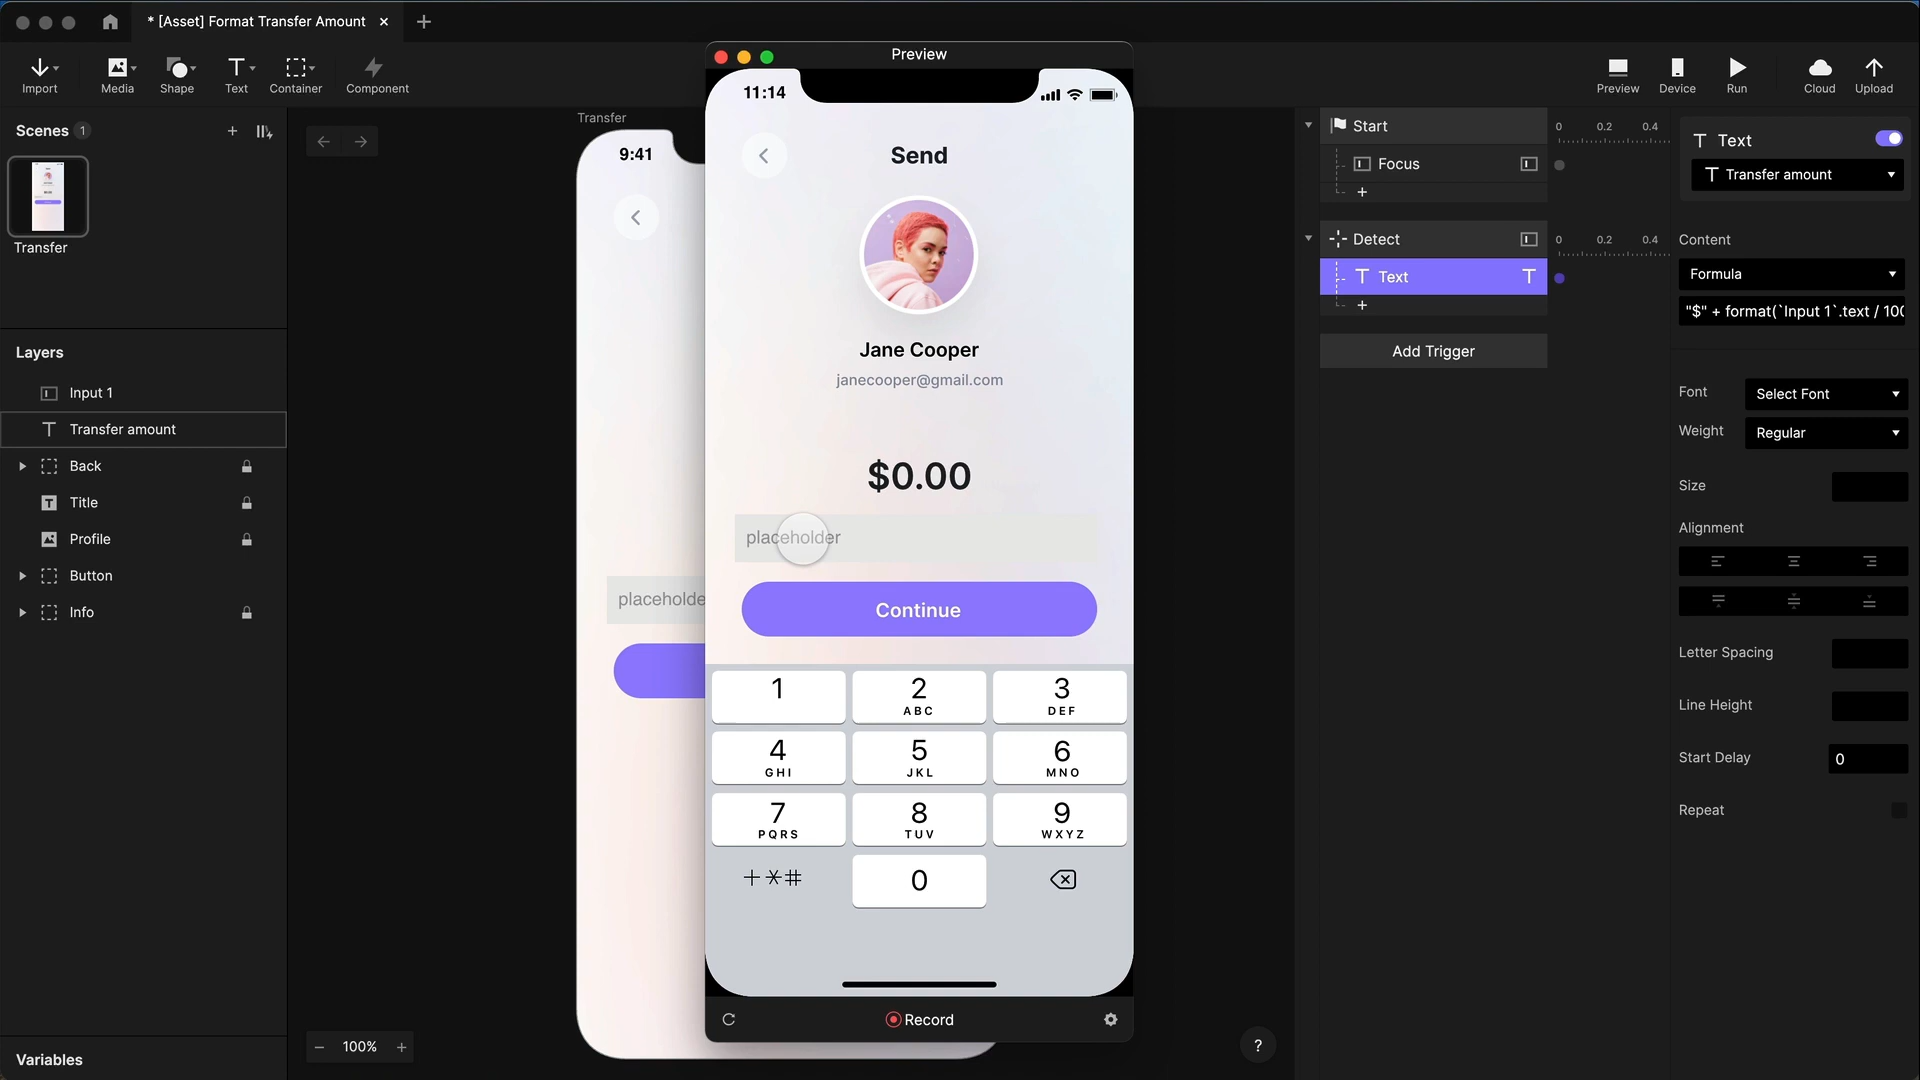 * [Asset] Format Transfer Amount
Import
Media
Shape
Text
Container
Component
Preview
Preview
Device
Run
Cloud
Upload
Scenes 1
Transfer
Layers
Input 1
Transfer amount
Back
Title
Profile
Button
Info
Variables
100%
Transfer
9:41
placeholde
11:14
Send
Jane Cooper
janecooper@gmail.com
$0.00
placeholder
Continue
1
2
ABC
3
DEF
4
GHI
5
JKL
6
MNO
7
PQRS
8
TUV
9
WXYZ
+*#
0
Record
?
Start
0 0.2 0.4
Focus
Detect
0 0.2 0.4
Text
Add Trigger
Text
Transfer amount
Content
Formula
"$" + format(`Input 1`.text / 100
Font
Select Font
Weight
Regular
Size
Alignment
Letter Spacing
Line Height
Start Delay
0
Repeat